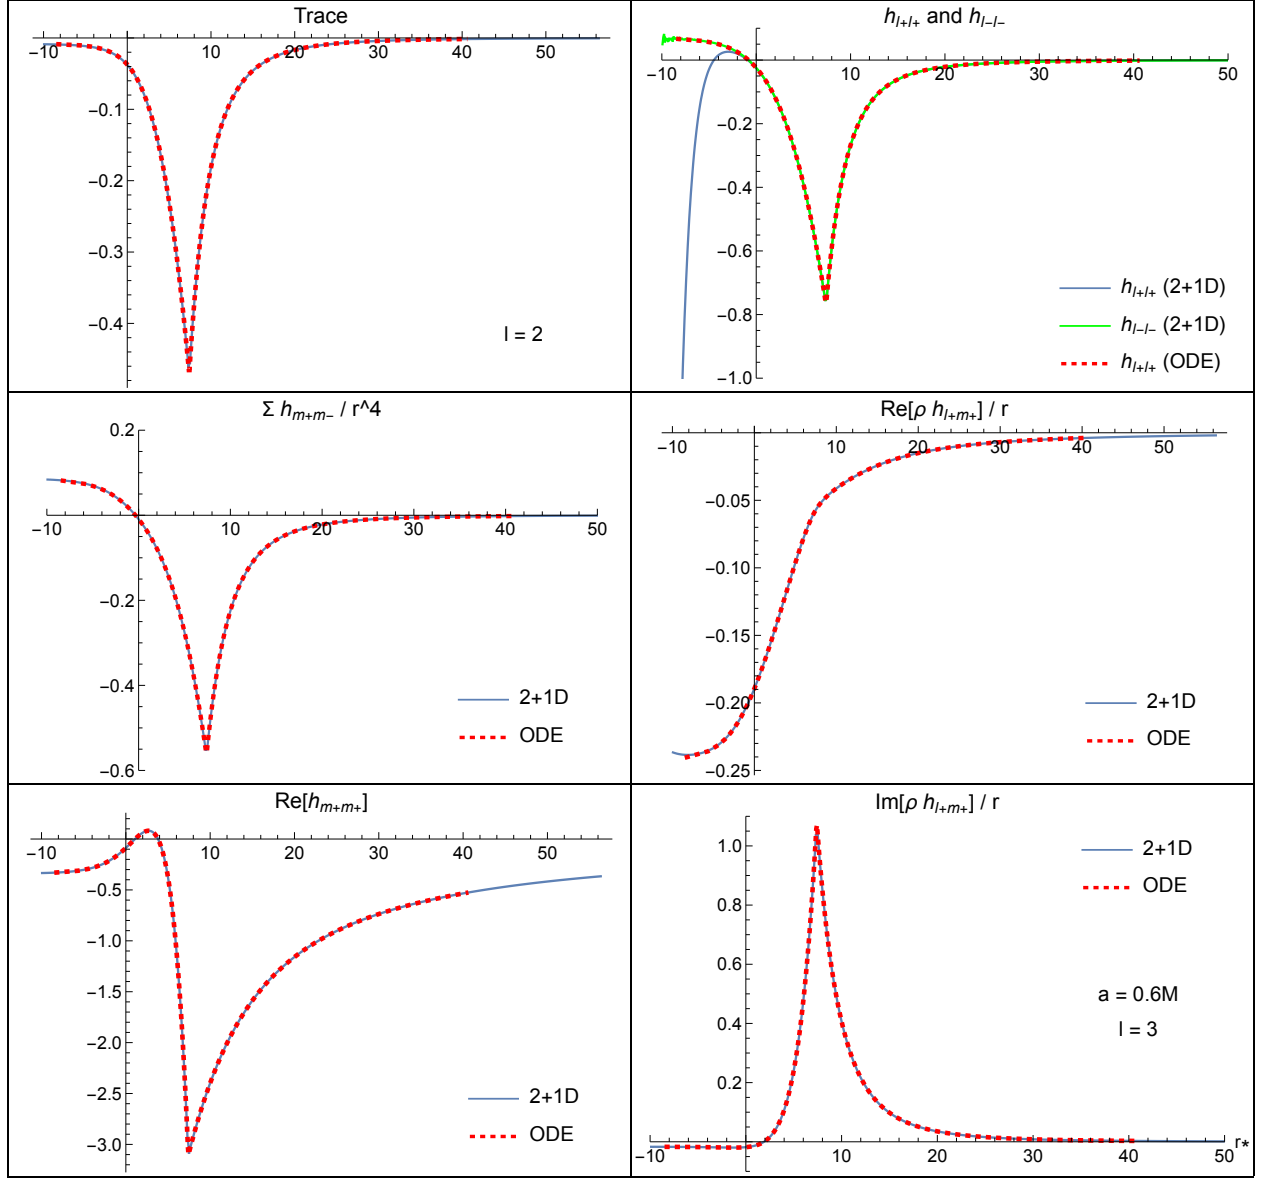 Trace
−10 0 10 20 30 40 50
−0.1
−0.2
−0.3
−0.4
l = 2
h_{l+l+} and h_{l−l−}
−10 0 10 20 30 40 50
−0.2
−0.4
−0.6
−0.8
−1.0
h_{l+l+} (2+1D)
h_{l−l−} (2+1D)
h_{l+l+} (ODE)
Σ h_{m+m−} / r^4
0.2
−10 0 10 20 30 40 50
−0.2
−0.4
−0.6
2+1D
ODE
Re[ρ h_{l+m+}] / r
−10 0 10 20 30 40 50
−0.05
−0.10
−0.15
−0.20
−0.25
2+1D
ODE
Re[h_{m+m+}]
−10 0 10 20 30 40 50
−0.5
−1.0
−1.5
−2.0
−2.5
−3.0
2+1D
ODE
Im[ρ h_{l+m+}] / r
1.0
0.8
0.6
0.4
0.2
2+1D
ODE
a = 0.6M
l = 3
−10 0 10 20 30 40 50
r*